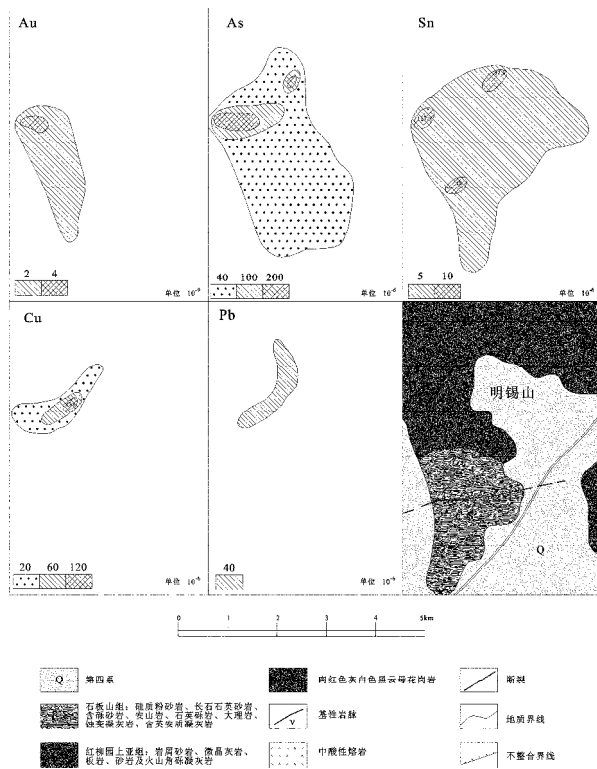 Au
As
Sn
2 4
单位 10⁻⁹
40 100 200
单位 10⁻⁶
5 10
单位 10⁻⁶
Cu
Pb
明锡山
Q
20 60 120
单位 10⁻⁶
40
单位 10⁻⁶
0 1 2 3 4 5km
Q 第四系
肉红色灰白色黑云母花岗岩
断裂
石板山组：硅质粉砂岩、长石石英砂岩、
含砾砂岩、安山岩、石英砾岩、大理岩、
蚀变凝灰岩、含英安质凝灰岩
基性岩脉
地质界线
红柳园上亚组：岩屑砂岩、微晶灰岩、
板岩、砂岩及火山角砾凝灰岩
中酸性熔岩
不整合界线